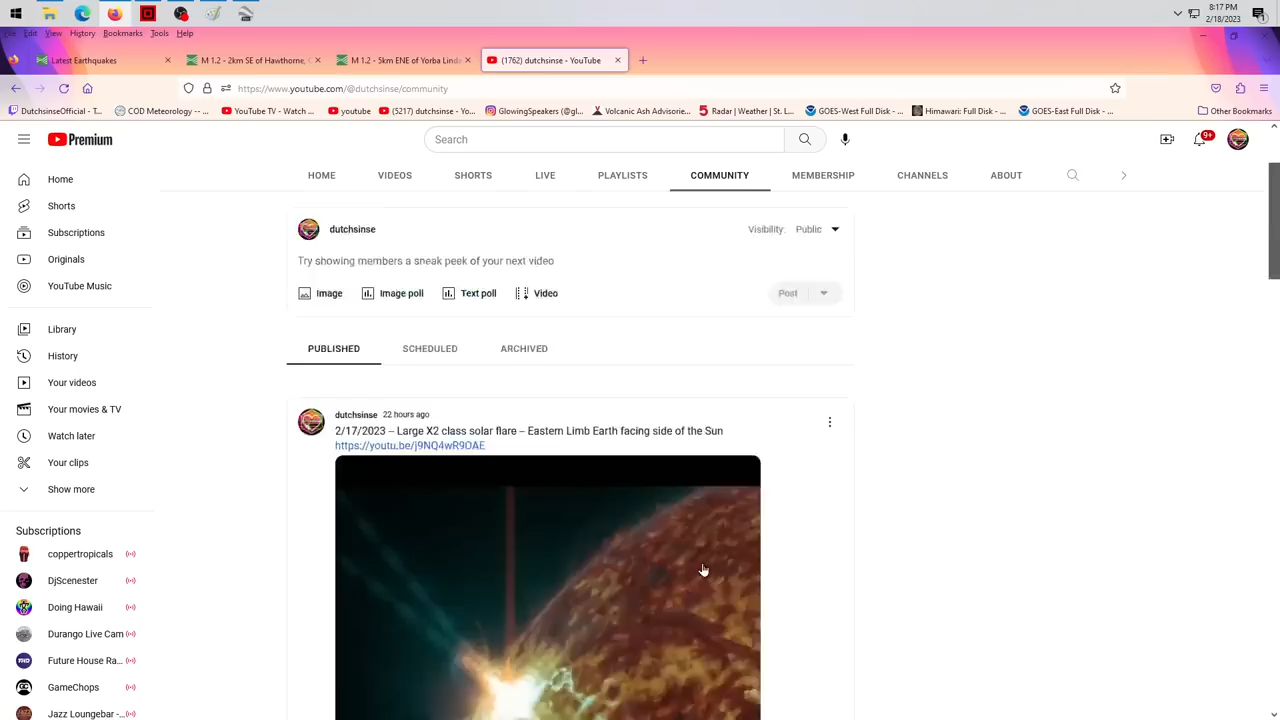 8:17 PM
2/18/2023
File Edit View History Bookmarks Tools Help
Latest Earthquakes
M 1.2 - 2km SE of Hawthorne, C
M 1.2 - 5km ENE of Yorba Linda
(1762) dutchsinse - YouTube
https://www.youtube.com/@dutchsinse/community
DutchsinseOfficial - T...
COD Meteorology -- ...
YouTube TV - Watch ...
youtube
(5217) dutchsinse - Yo...
GlowingSpeakers (@gl...
Volcanic Ash Advisorie...
Radar | Weather | St. L...
GOES-West Full Disk - ...
Himawari: Full Disk - ...
GOES-East Full Disk - ...
Other Bookmarks
Premium
Search
9+
HOME VIDEOS SHORTS LIVE PLAYLISTS COMMUNITY MEMBERSHIP CHANNELS ABOUT
Home
Shorts
Subscriptions
Originals
YouTube Music
Library
History
Your videos
Your movies & TV
Watch later
Your clips
Show more
Subscriptions
coppertropicals
DjScenester
Doing Hawaii
Durango Live Cam
Future House Ra...
GameChops
Jazz Loungebar -...
dutchsinse
Visibility: Public
Try showing members a sneak peek of your next video
Image Image poll Text poll Video
Post
PUBLISHED SCHEDULED ARCHIVED
dutchsinse 22 hours ago
2/17/2023 -- Large X2 class solar flare -- Eastern Limb Earth facing side of the Sun
https://youtu.be/j9NQ4wR9OAE